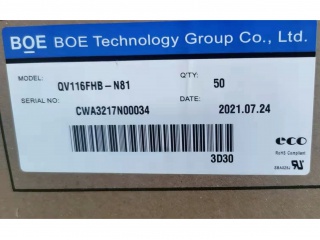 BOE BOE Technology Group Co., Ltd.
MODEL: QV116FHB-N81 Q'TY: 50
SERIAL NO: CWA3217N00034 DATE: 2021.07.24
3D30
eco
RoHS Compliant